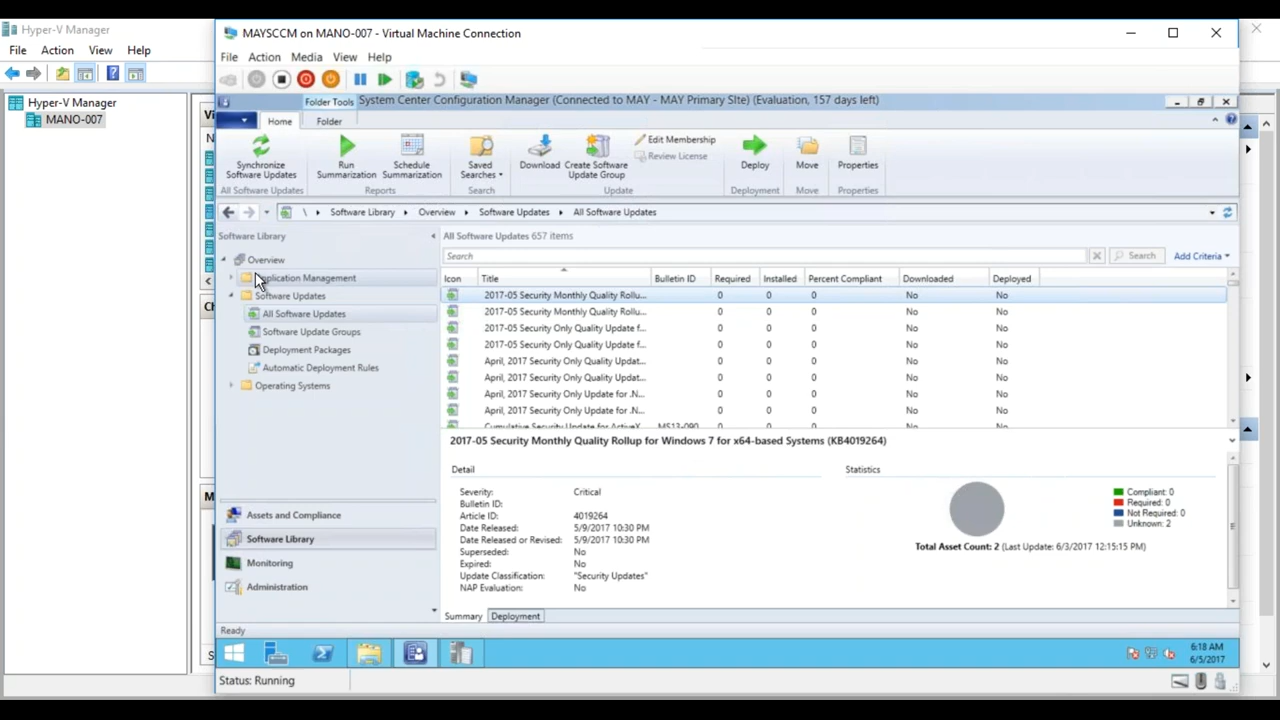 Hyper-V Manager
File Action View Help
Hyper-V Manager
MANO-007
MAYSCCM on MANO-007 - Virtual Machine Connection
File Action Media View Help
Folder Tools System Center Configuration Manager (Connected to MAY - MAY Primary SIte) (Evaluation, 157 days left)
Home Folder
Synchronize Software Updates
Run Summarization
Schedule Summarization
Saved Searches
Download
Create Software Update Group
Edit Membership
Review License
Deploy
Move
Properties
All Software Updates Reports Search Update Deployment Move Properties
\ Software Library Overview Software Updates All Software Updates
Software Library
Overview
Application Management
Software Updates
All Software Updates
Software Update Groups
Deployment Packages
Automatic Deployment Rules
Operating Systems
Assets and Compliance
Software Library
Monitoring
Administration
All Software Updates 657 items
Search Search Add Criteria
Icon Title Bulletin ID Required Installed Percent Compliant Downloaded Deployed
2017-05 Security Monthly Quality Rollu... 0 0 0 No No
2017-05 Security Monthly Quality Rollu... 0 0 0 No No
2017-05 Security Only Quality Update f... 0 0 0 No No
2017-05 Security Only Quality Update f... 0 0 0 No No
April, 2017 Security Only Quality Updat... 0 0 0 No No
April, 2017 Security Only Quality Updat... 0 0 0 No No
April, 2017 Security Only Update for .N... 0 0 0 No No
April, 2017 Security Only Update for .N... 0 0 0 No No
Cumulative Security Update for ActiveX MS13-090
2017-05 Security Monthly Quality Rollup for Windows 7 for x64-based Systems (KB4019264)
Detail
Severity: Critical
Bulletin ID:
Article ID: 4019264
Date Released: 5/9/2017 10:30 PM
Date Released or Revised: 5/9/2017 10:30 PM
Superseded: No
Expired: No
Update Classification: "Security Updates"
NAP Evaluation: No
Statistics
Compliant: 0
Required: 0
Not Required: 0
Unknown: 2
Total Asset Count: 2 (Last Update: 6/3/2017 12:15:15 PM)
Summary Deployment
Ready
6:18 AM
6/5/2017
Status: Running